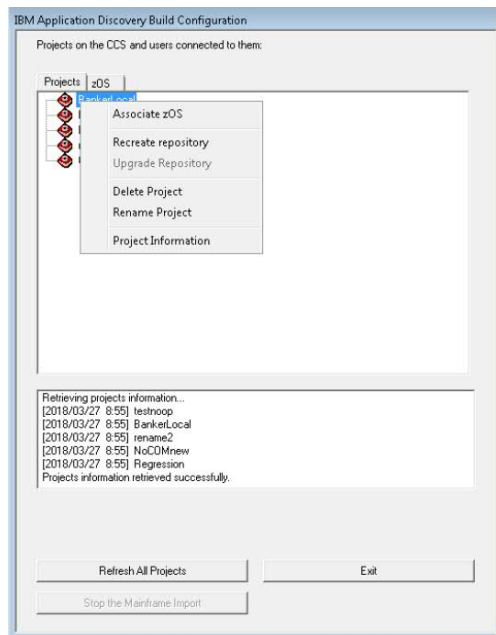 IBM Application Discovery Build Configuration
Projects on the CCS and users connected to them:
Projects
zOS
BankerLocal
Associate zOS
Recreate repository
Upgrade Repository
Delete Project
Rename Project
Project Information
Retrieving projects information...
[2018/03/27 8:55] testnoop
[2018/03/27 8:55] BankerLocal
[2018/03/27 8:55] rename2
[2018/03/27 8:55] NoCOMnew
[2018/03/27 8:55] Regression
Projects information retrieved successfully.
Refresh All Projects
Exit
Stop the Mainframe Import